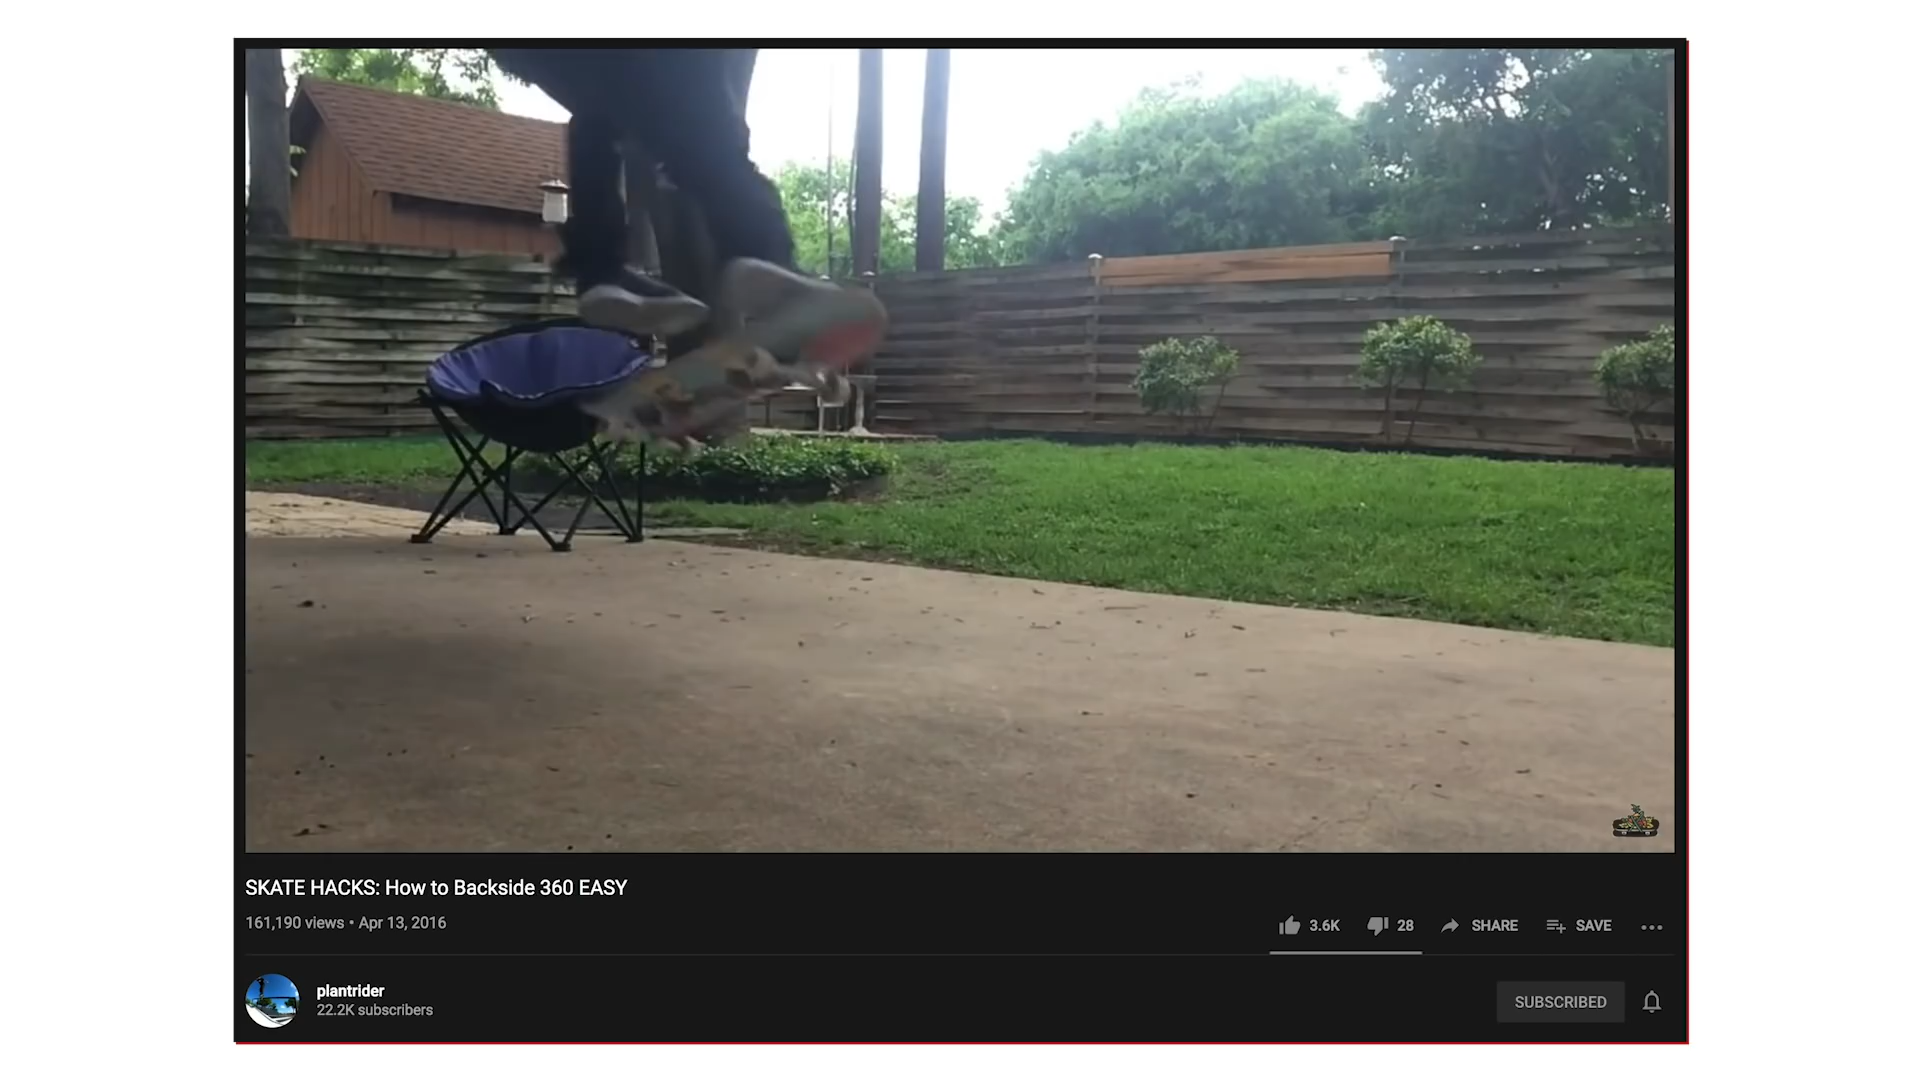 SKATE HACKS: How to Backside 360 EASY
161,190 views • Apr 13, 2016
3.6K 28 SHARE SAVE
plantrider
22.2K subscribers
SUBSCRIBED